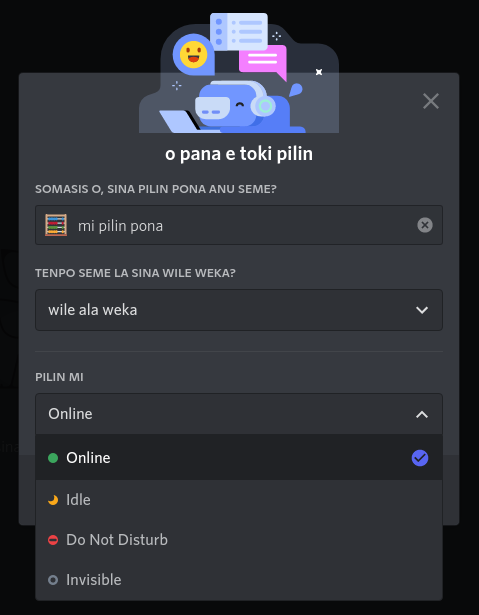 o pana e toki pilin
SOMASIS O, SINA PILIN PONA ANU SEME?
mi pilin pona
TENPO SEME LA SINA WILE WEKA?
wile ala weka
PILIN MI
Online
Online
Idle
Do Not Disturb
Invisible